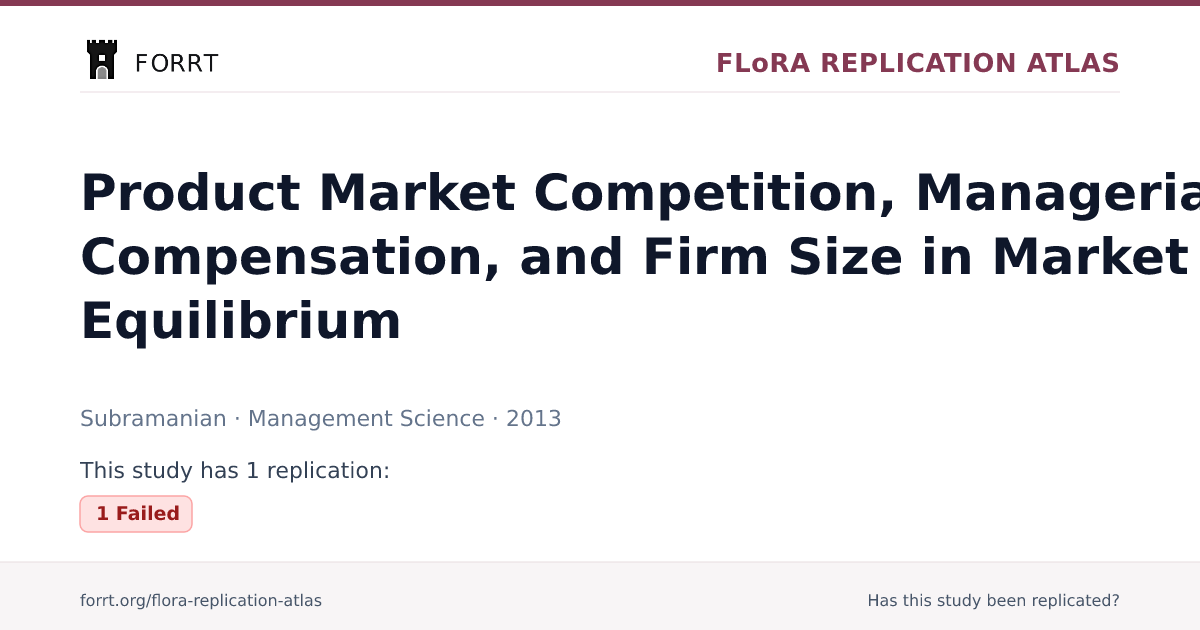 FORRT
FLoRA REPLICATION ATLAS
Product Market Competition, Manageria
Compensation, and Firm Size in Market
Equilibrium
Subramanian · Management Science · 2013
This study has 1 replication:
1 Failed
forrt.org/flora-replication-atlas
Has this study been replicated?